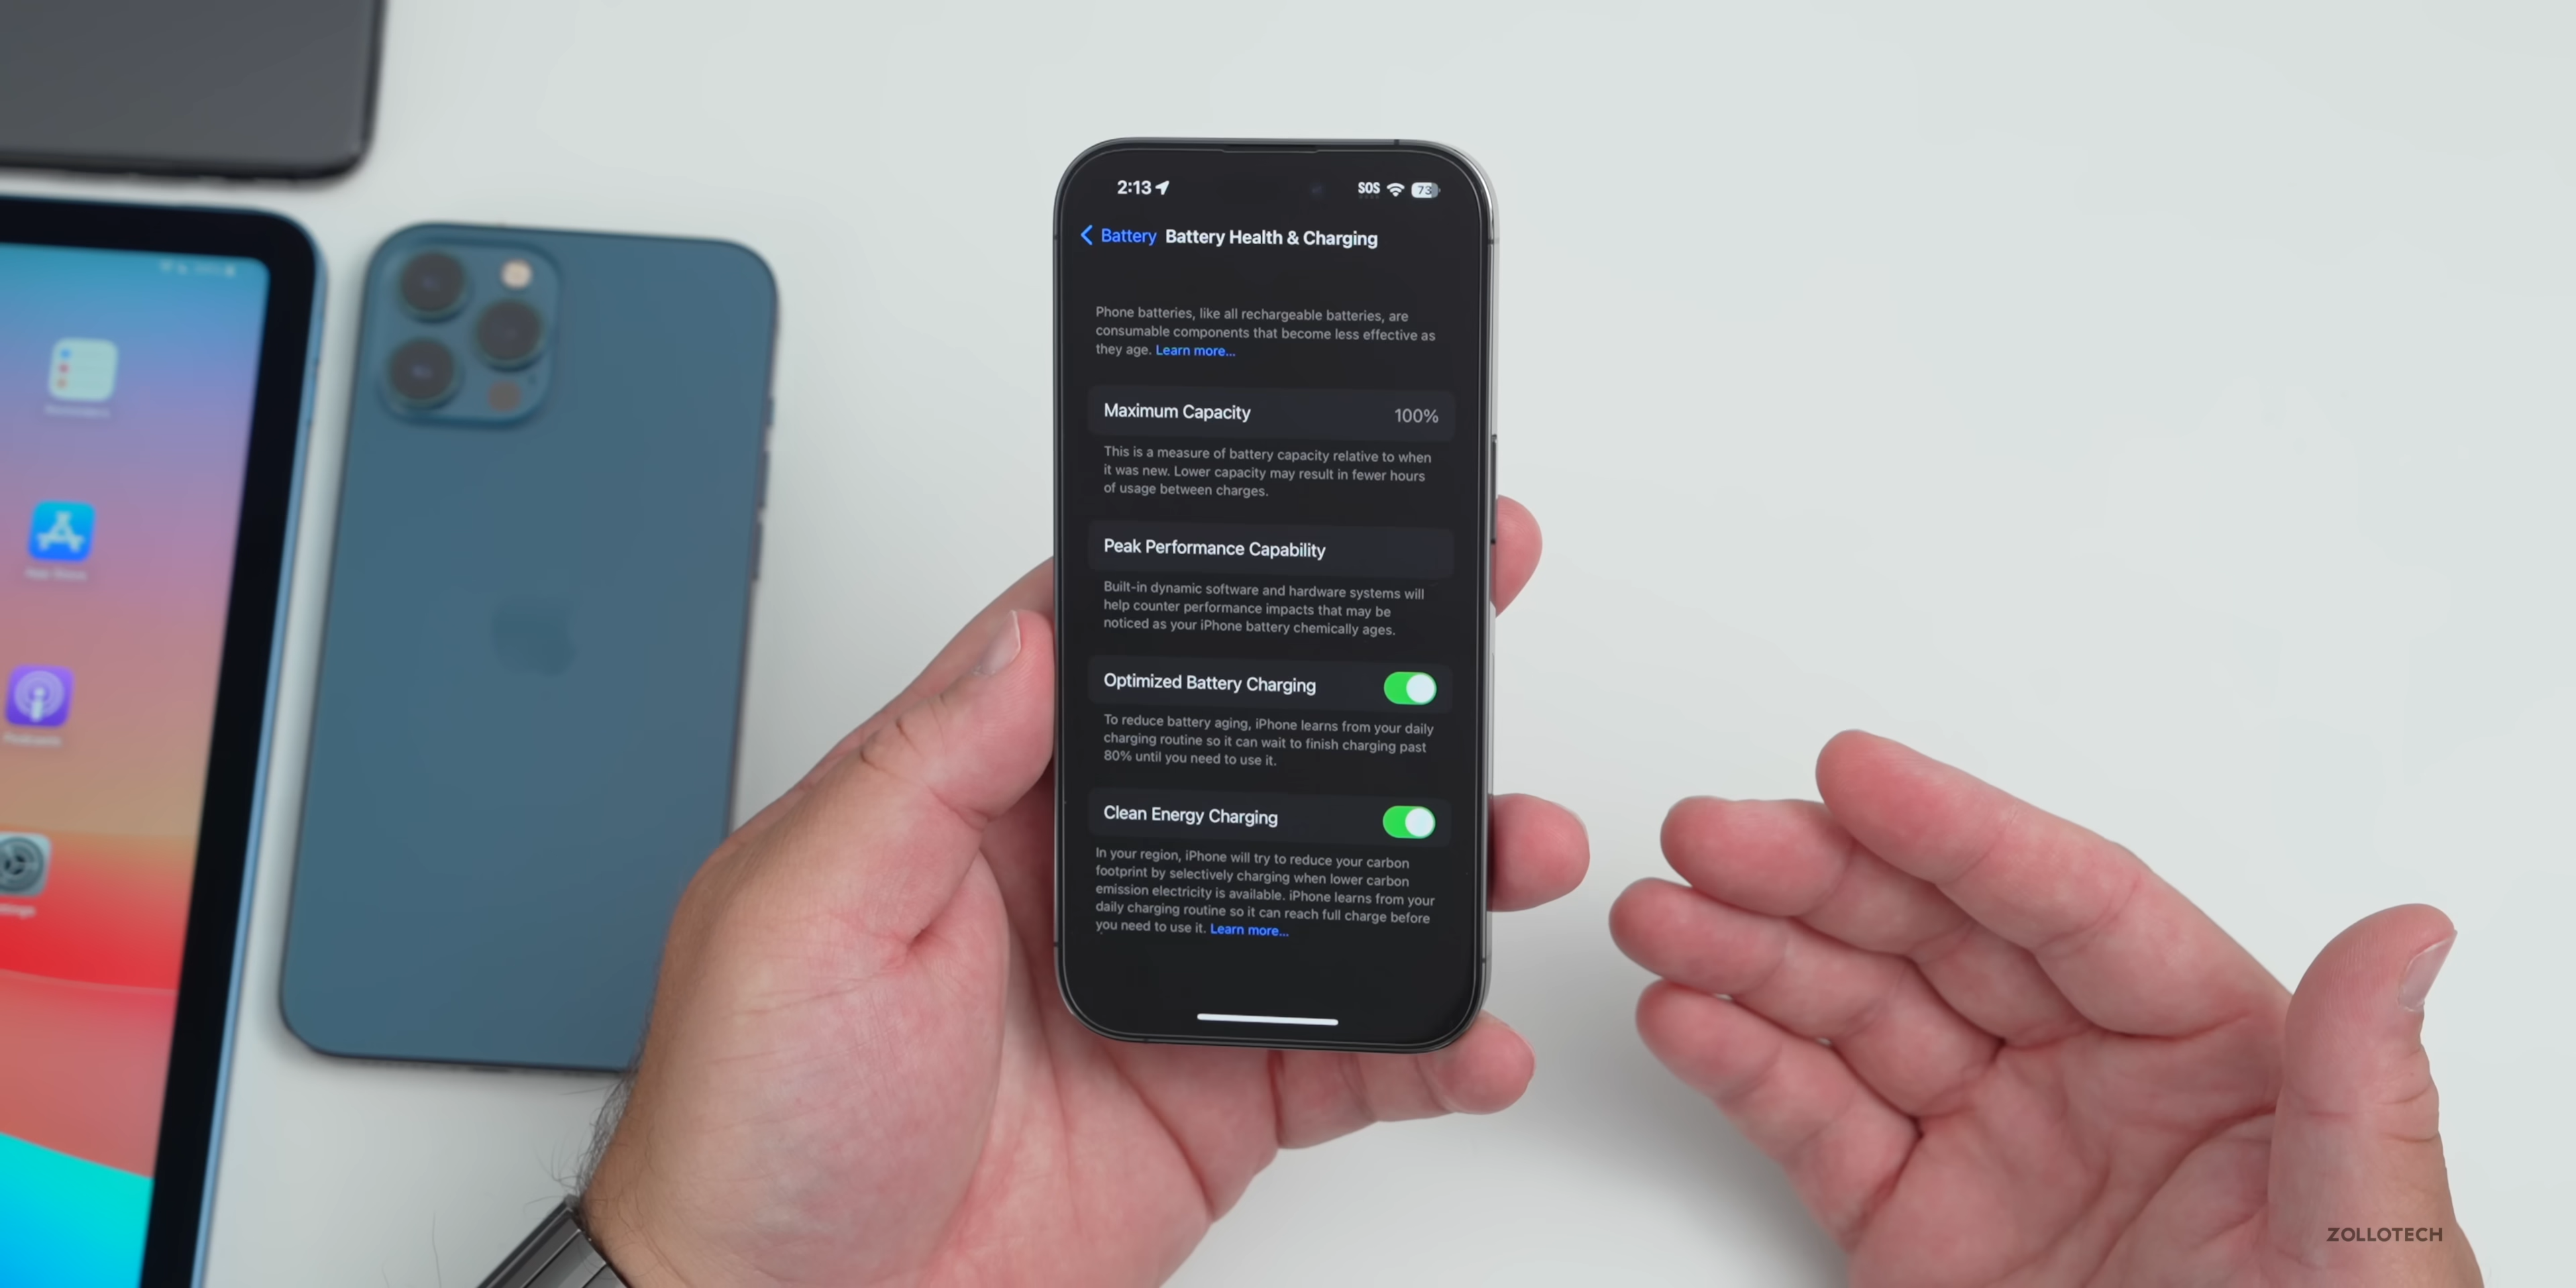 2:13
SOS
73
Battery Battery Health & Charging
Phone batteries, like all rechargeable batteries, are
consumable components that become less effective as
they age. Learn more...
Maximum Capacity 100%
This is a measure of battery capacity relative to when
it was new. Lower capacity may result in fewer hours
of usage between charges.
Peak Performance Capability
Built-in dynamic software and hardware systems will
help counter performance impacts that may be
noticed as your iPhone battery chemically ages.
Optimized Battery Charging
To reduce battery aging, iPhone learns from your daily
charging routine so it can wait to finish charging past
80% until you need to use it.
Clean Energy Charging
In your region, iPhone will try to reduce your carbon
footprint by selectively charging when lower carbon
emission electricity is available. iPhone learns from your
daily charging routine so it can reach full charge before
you need to use it. Learn more...
Reminders
App Store
Podcasts
ZOLLOTECH